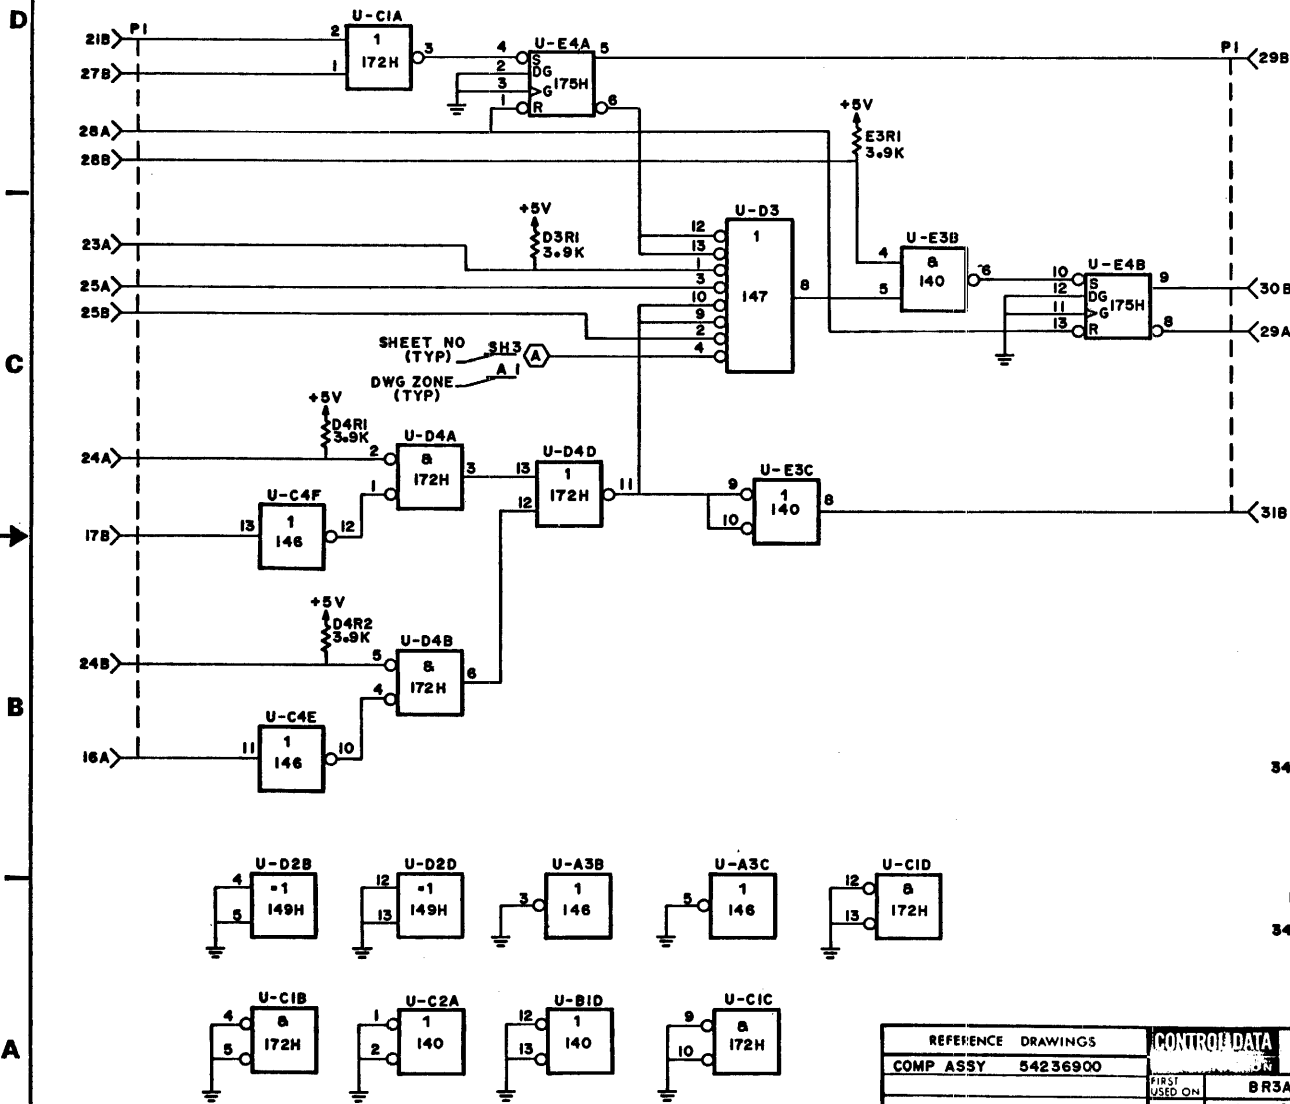 D
U-C1A
21B P1 2 1 3 4 U-E4A 5 P1 29B
172H
27B 1
S
2 DG 175H
3 G
1 R 6
28A
28B
+5V
E3R1
3.9K
+5V
D3R1
3.9K
U-D3
23A
25A
25B
12 1
13
1
3
10 147 8
9
2
4
U-E3B
4 &
5 140 6
U-E4B
10 S 9 30B
12 DG
11 G 175H
13 R 8 29A
C
SHEET NO SH3 A
(TYP)
DWG ZONE A1
(TYP)
+5V
D4R1
3.9K
24A 2 U-D4A
& 3
1 172H
U-C4F
17B 13 1 12
146
U-D4D
13 1 11
12 172H
U-E3C
9 1 8 31B
10 140
+5V
D4R2
3.9K
24B 5 U-D4B
& 6
4 172H
B
U-C4E
16A 11 1 10
146
34
U-D2B U-D2D U-A3B U-A3C U-C1D
4 =1 12 =1 3 1 5 1 12 &
5 149H 13 149H 146 146 13 172H
34
U-C1B U-C2A U-B1D U-C1C
4 & 1 1 12 1 9 &
5 172H 2 140 13 140 10 172H
A
REFERENCE DRAWINGS CONTROL DATA
COMP ASSY 54236900
FIRST
USED ON BR3A